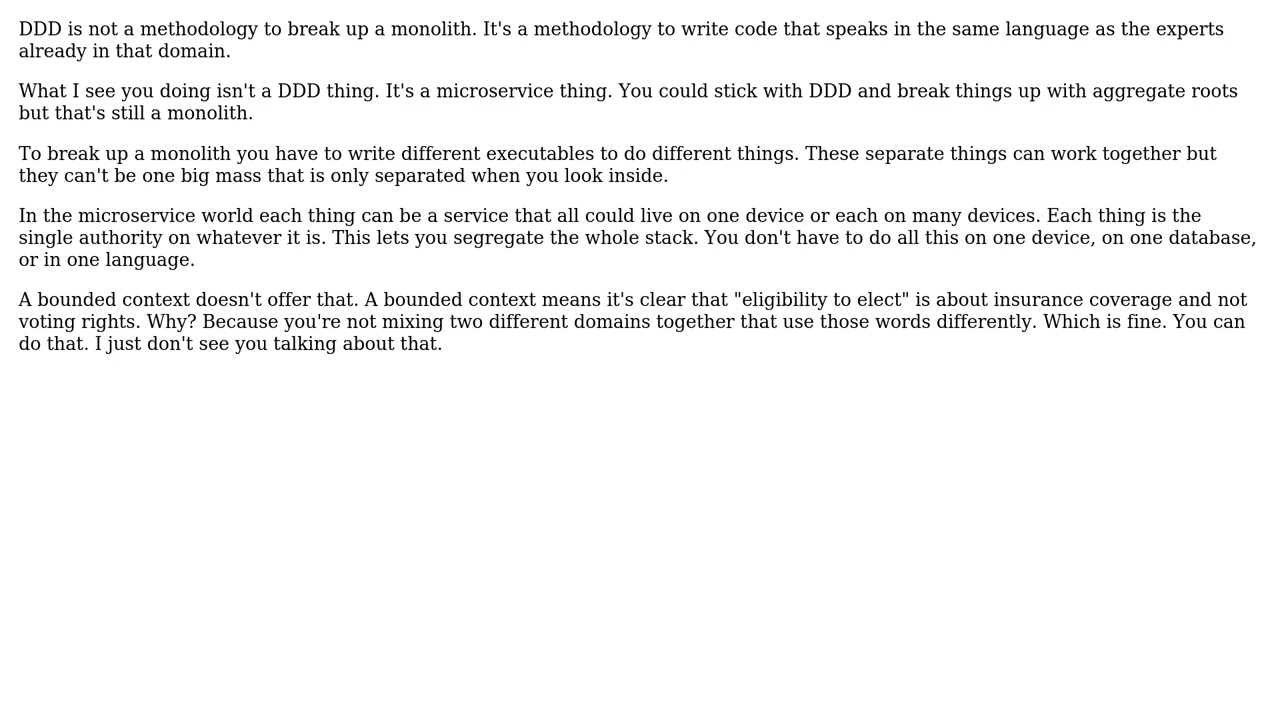 DDD is not a methodology to break up a monolith. It's a methodology to write code that speaks in the same language as the experts
already in that domain.
What I see you doing isn't a DDD thing. It's a microservice thing. You could stick with DDD and break things up with aggregate roots
but that's still a monolith.
To break up a monolith you have to write different executables to do different things. These separate things can work together but
they can't be one big mass that is only separated when you look inside.
In the microservice world each thing can be a service that all could live on one device or each on many devices. Each thing is the
single authority on whatever it is. This lets you segregate the whole stack. You don't have to do all this on one device, on one database,
or in one language.
A bounded context doesn't offer that. A bounded context means it's clear that "eligibility to elect" is about insurance coverage and not
voting rights. Why? Because you're not mixing two different domains together that use those words differently. Which is fine. You can
do that. I just don't see you talking about that.